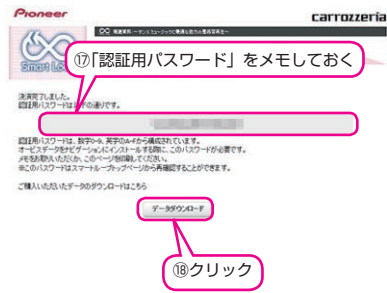 Pioneer
carrozzeria
Smart Lo
⑰「認証用パスワード」をメモしておく
決済完了しました。
認証用パスワードは以下の通りです。
認証用パスワードは、数字0-9、英字のA-Fから構成されています。
オービスデータをナビゲーションにインストールする際に、このパスワードが必要です。
メモをお取りいただくか、このページを印刷してください。
※このパスワードはスマートループトップページから再確認することができます。
ご購入いただいたデータのダウンロードはこちら
データダウンロード
⑱クリック